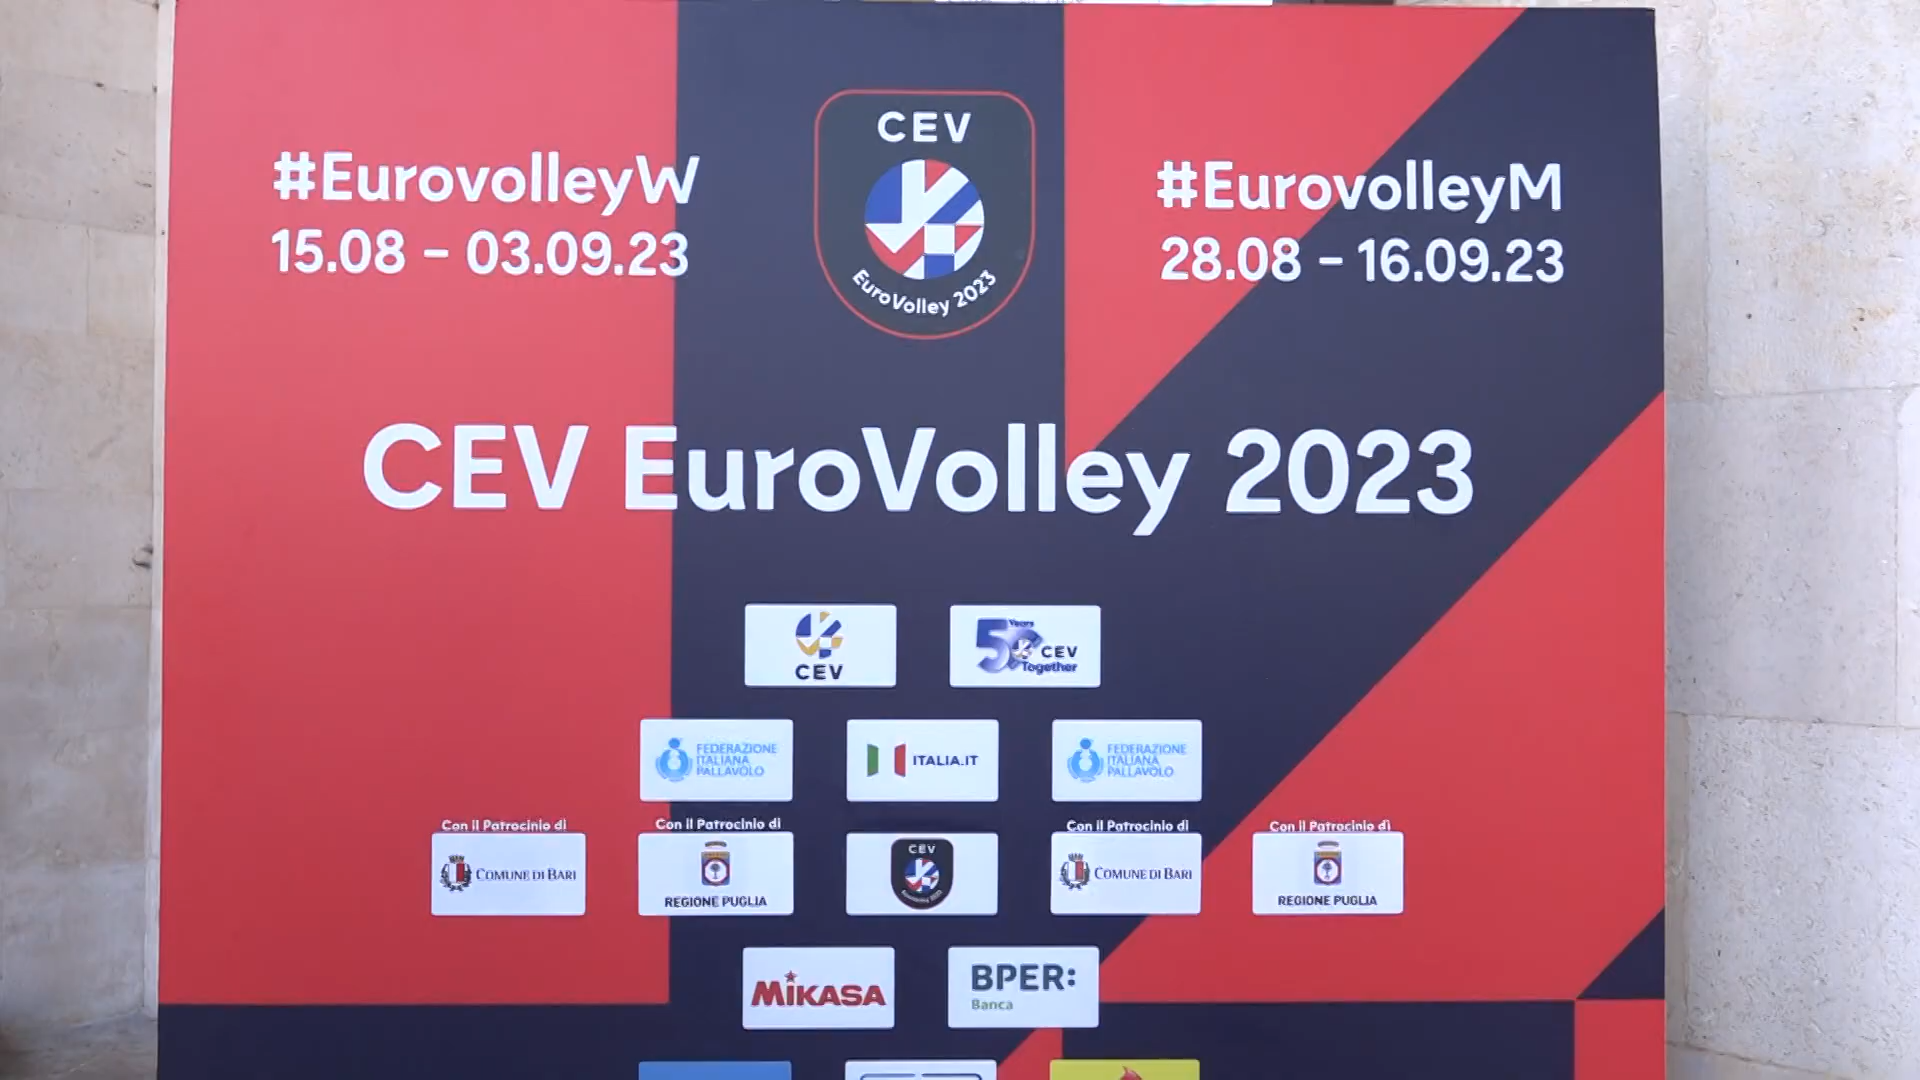 CEV
EuroVolley 2023
#EurovolleyW
15.08 - 03.09.23
#EurovolleyM
28.08 - 16.09.23
CEV EuroVolley 2023
CEV
50 Years
CEV
Together
FEDERAZIONE
ITALIANA
PALLAVOLO
ITALIA.IT
FEDERAZIONE
ITALIANA
PALLAVOLO
Con il Patrocinio di
COMUNE DI BARI
Con il Patrocinio di
REGIONE PUGLIA
CEV
Con il Patrocinio di
COMUNE DI BARI
Con il Patrocinio di
REGIONE PUGLIA
MIKASA
BPER:
Banca